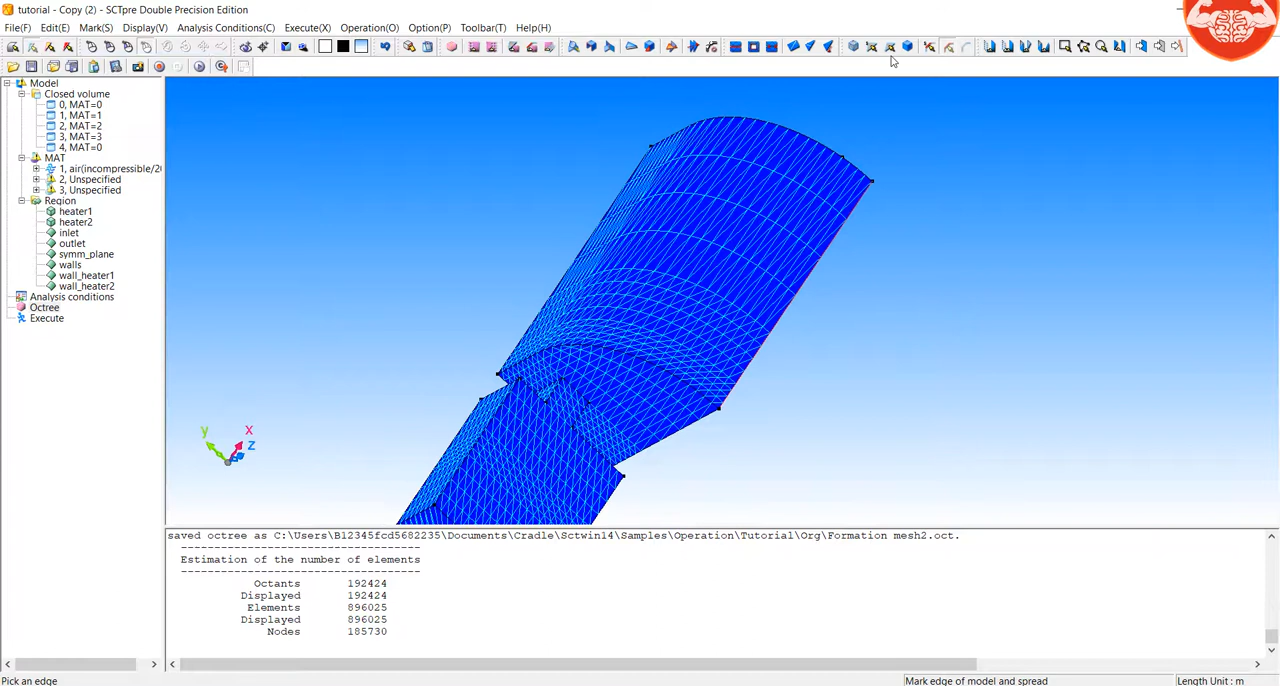 tutorial - Copy (2) - SCTpre Double Precision Edition
File(F) Edit(E) Mark(S) Display(V) Analysis Conditions(C) Execute(X) Operation(O) Option(P) Toolbar(T) Help(H)
Model
Closed volume
0, MAT=0
1, MAT=1
2, MAT=2
3, MAT=3
4, MAT=0
MAT
1, air(incompressible/20
2, Unspecified
3, Unspecified
Region
heater1
heater2
inlet
outlet
symm_plane
walls
wall_heater1
wall_heater2
Analysis conditions
Octree
Execute
y X Z
saved octree as C:\Users\B12345fcd5682235\Documents\Cradle\Sctwin14\Samples\Operation\Tutorial\Org\Formation mesh2.oct.
----------------------------------
Estimation of the number of elements
----------------------------------
Octants 192424
Displayed 192424
Elements 896025
Displayed 896025
Nodes 185730
Pick an edge
Mark edge of model and spread
Length Unit : m